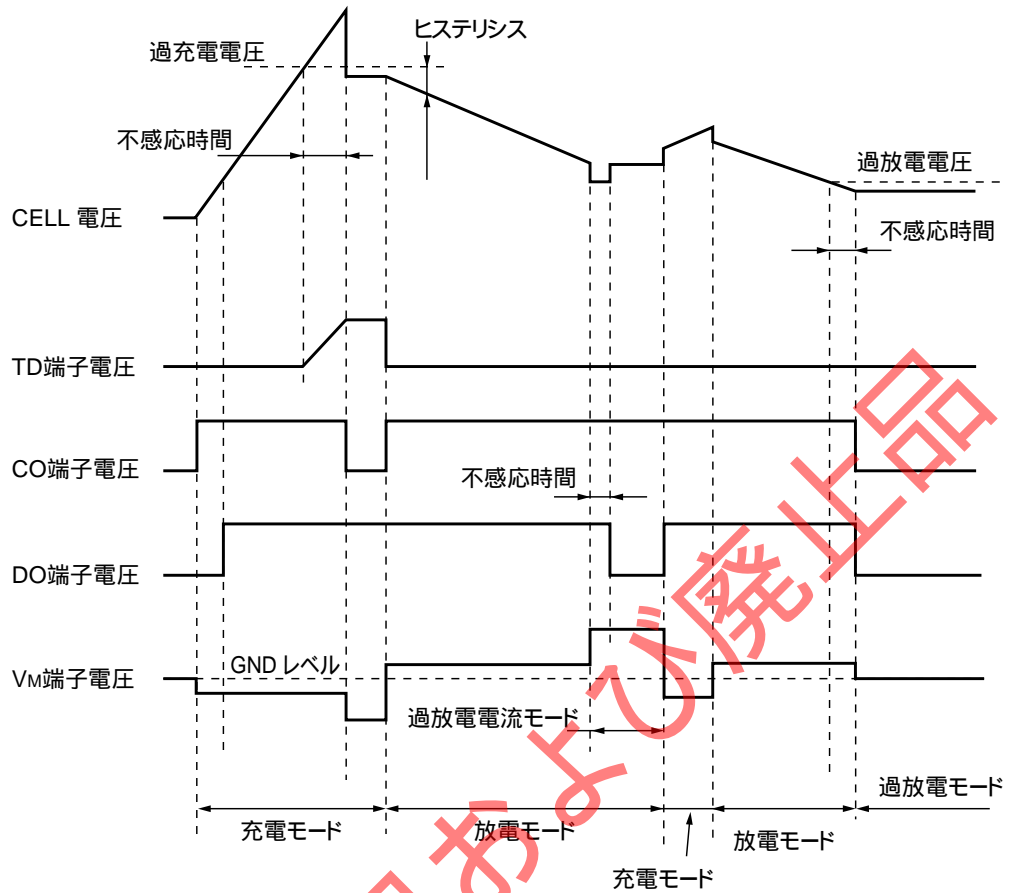 ヒステリシス
過充電電圧
不感応時間
過放電電圧
CELL 電圧
不感応時間
TD端子電圧
CO端子電圧
不感応時間
DO端子電圧
GND レベル
VM端子電圧
過放電電流モード
過放電モード
充電モード
放電モード
放電モード
充電モード
および廃止品